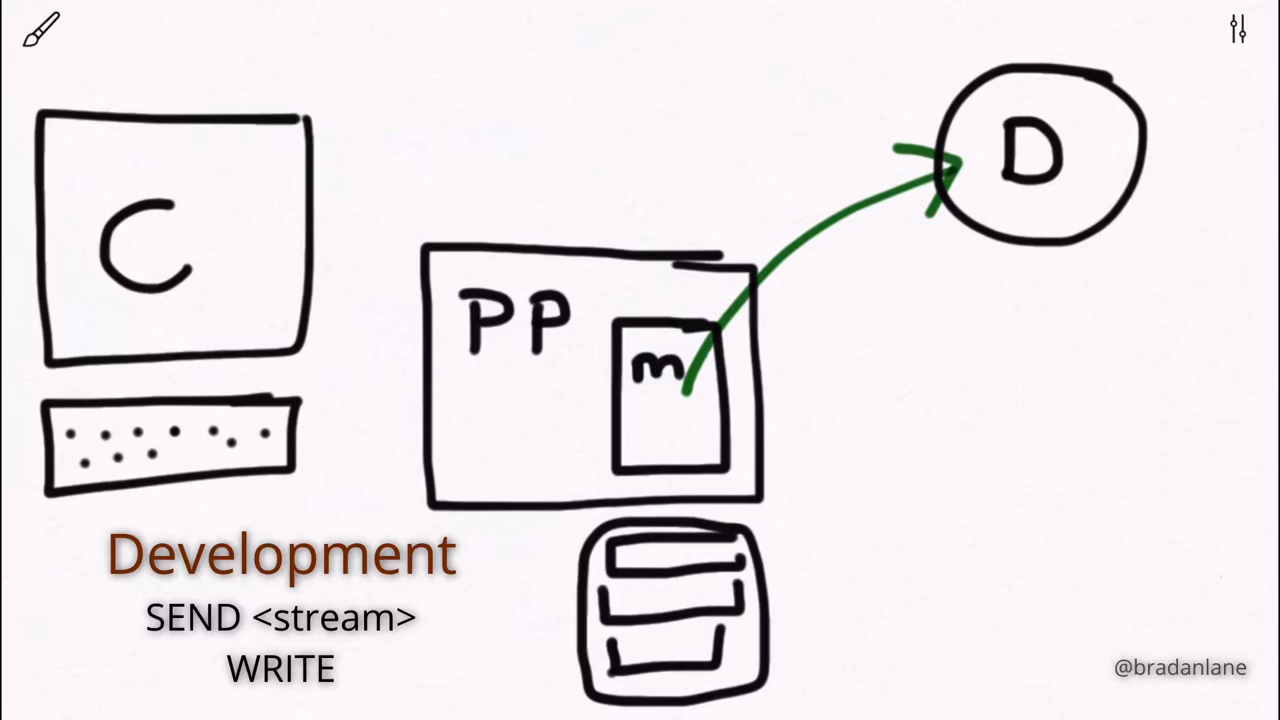 C
D
PP
m
Development
SEND <stream>
WRITE
@bradanlane